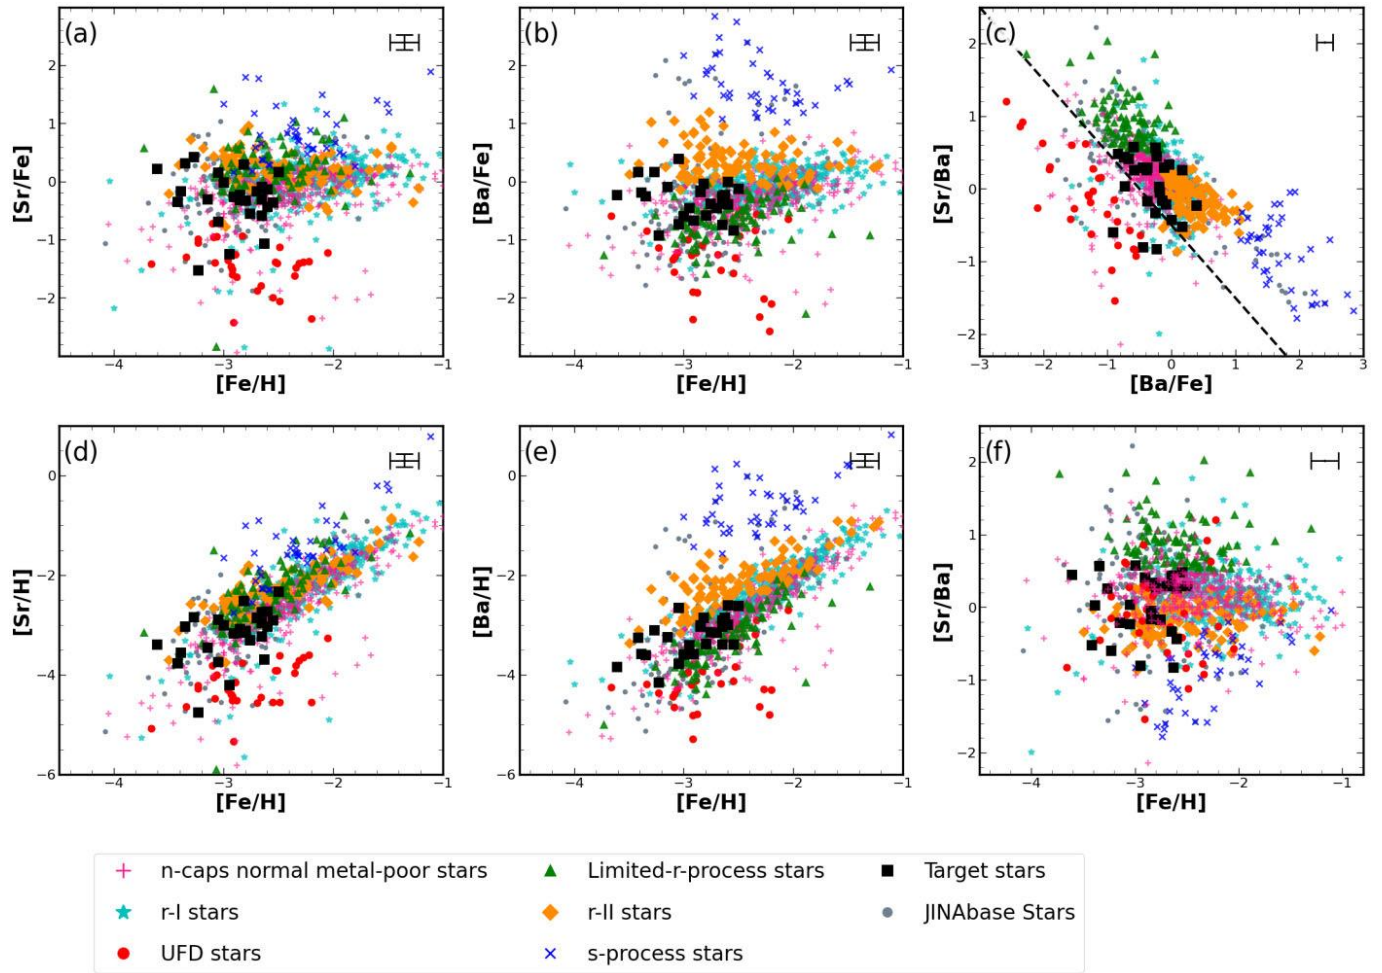 (a)
(b)
(c)
2
1
0
−1
−2
[Sr/Fe]
−4
−3
−2
−1
[Fe/H]
2
1
0
−1
−2
[Ba/Fe]
−4
−3
−2
−1
[Fe/H]
2
1
0
−1
−2
[Sr/Ba]
−3
−2
−1
0
1
2
3
[Ba/Fe]
(d)
(e)
(f)
0
−2
−4
−6
[Sr/H]
−4
−3
−2
−1
[Fe/H]
0
−2
−4
−6
[Ba/H]
−4
−3
−2
−1
[Fe/H]
2
1
0
−1
−2
[Sr/Ba]
−4
−3
−2
−1
[Fe/H]
n-caps normal metal-poor stars
r-I stars
UFD stars
Limited-r-process stars
r-II stars
s-process stars
Target stars
JINAbase Stars